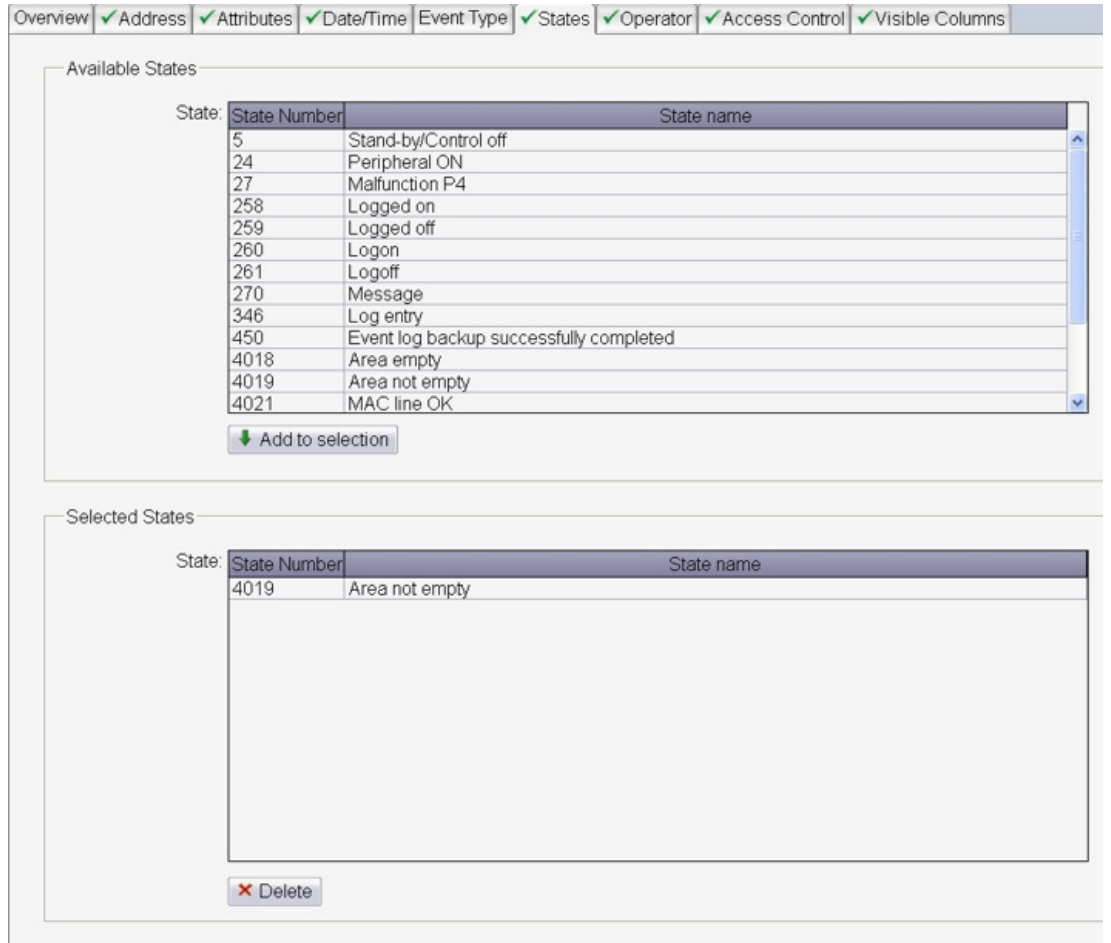 Overview Address Attributes Date/Time Event Type States Operator Access Control Visible Columns
Available States
State: State Number State name
5 Stand-by/Control off
24 Peripheral ON
27 Malfunction P4
258 Logged on
259 Logged off
260 Logon
261 Logoff
270 Message
346 Log entry
450 Event log backup successfully completed
4018 Area empty
4019 Area not empty
4021 MAC line OK
Add to selection
Selected States
State: State Number State name
4019 Area not empty
Delete